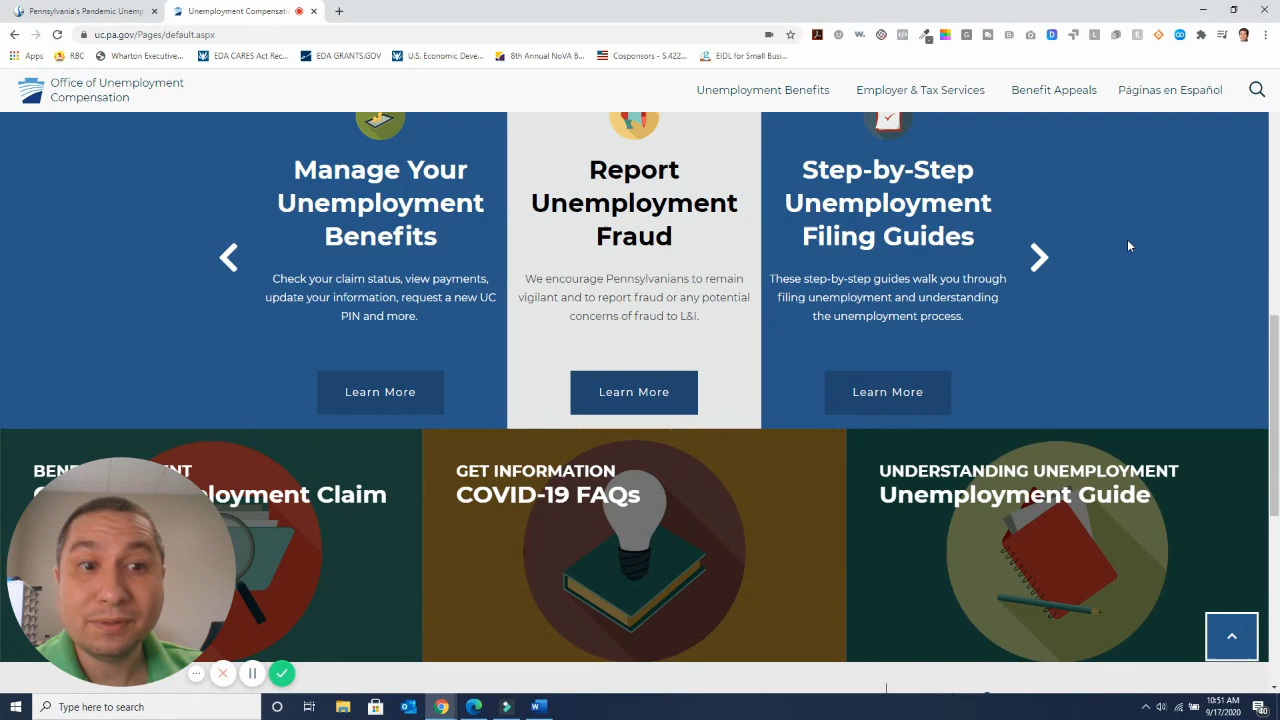 Pennsylvania's Pandemic Unemp
Unemployment Compensati
uc.pa.gov/Pages/default.aspx
Apps
RBC
Wharton Executive...
EDA CARES Act Rec...
EDA GRANTS.GOV
U.S. Economic Deve...
8th Annual NoVA B...
Cosponsors - S.422...
EIDL for Small Busi...
Office of Unemployment
Compensation
Unemployment Benefits
Employer & Tax Services
Benefit Appeals
Páginas en Español
Manage Your
Unemployment
Benefits
Check your claim status, view payments,
update your information, request a new UC
PIN and more.
Learn More
Report
Unemployment
Fraud
We encourage Pennsylvanians to remain
vigilant and to report fraud or any potential
concerns of fraud to L&I.
Learn More
Step-by-Step
Unemployment
Filing Guides
These step-by-step guides walk you through
filing unemployment and understanding
the unemployment process.
Learn More
Claim
GET INFORMATION
COVID-19 FAQs
UNDERSTANDING UNEMPLOYMENT
Unemployment Guide
Type here to search
10:51 AM
9/17/2020